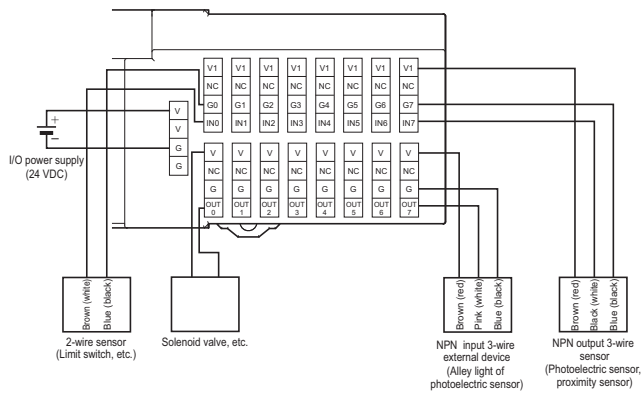 V1 V1 V1 V1 V1 V1 V1 V1
NC NC NC NC NC NC NC NC
G0 G1 G2 G3 G4 G5 G6 G7
IN0 IN1 IN2 IN3 IN4 IN5 IN6 IN7
V
V
G
G
+
−
I/O power supply
(24 VDC)
V V V V V V V V
NC NC NC NC NC NC NC NC
G G G G G G G G
OUT OUT OUT OUT OUT OUT OUT OUT
0 1 2 3 4 5 6 7
Brown (white)
Blue (black)
2-wire sensor
(Limit switch, etc.)
Solenoid valve, etc.
Brown (red)
Pink (white)
Blue (black)
NPN input 3-wire
external device
(Alley light of
photoelectric sensor)
Brown (red)
Black (white)
Blue (black)
NPN output 3-wire
sensor
(Photoelectric sensor,
proximity sensor)